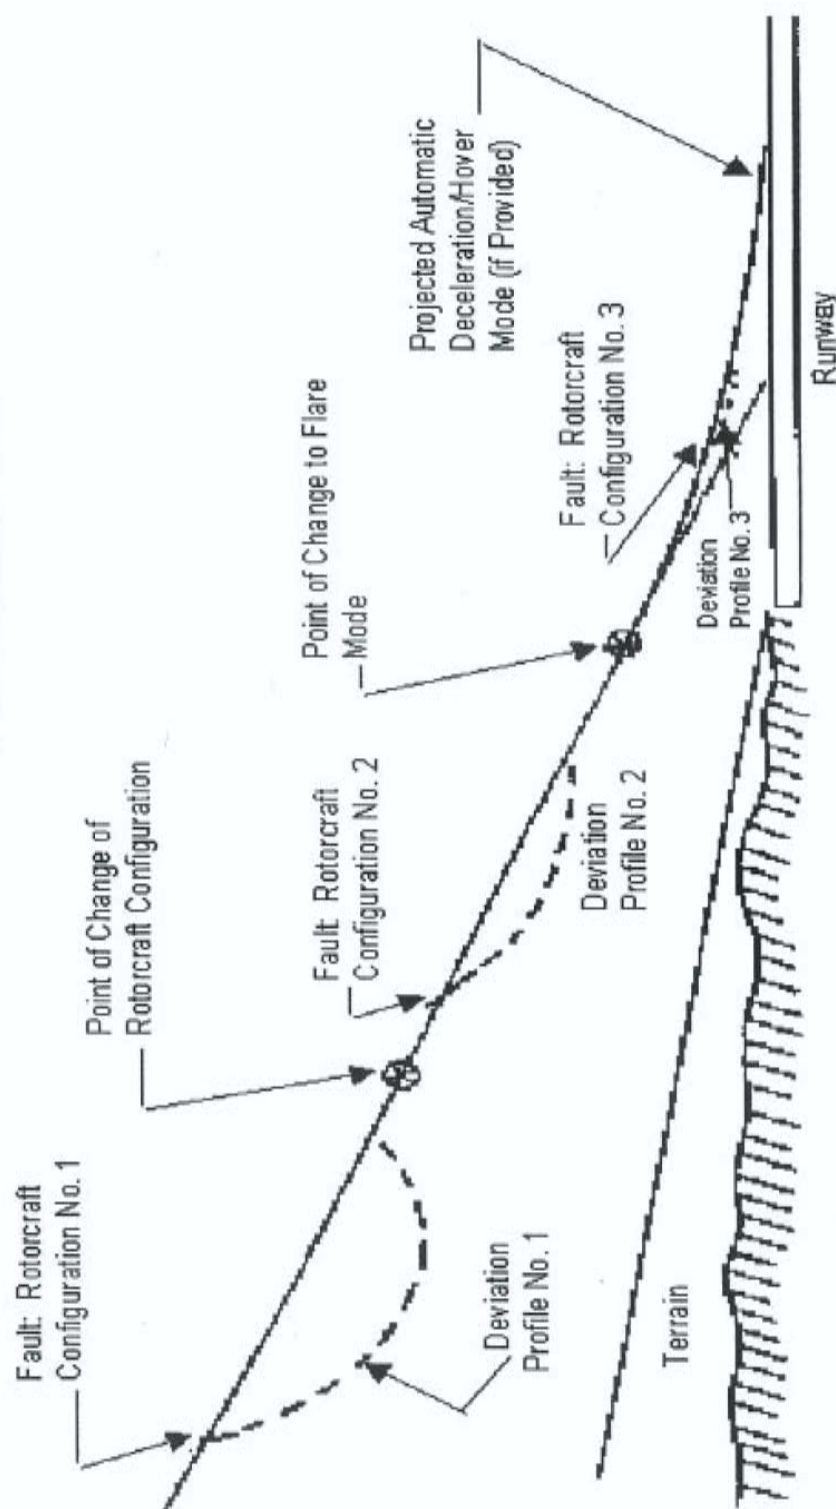 Fault: Rotorcraft
Configuration No. 1
Point of Change of
Rotorcraft Configuration
Fault: Rotorcraft
Configuration No. 2
Point of Change to Flare
Mode
Projected Automatic
Deceleration/Hover
Mode (if Provided)
Fault: Rotorcraft
Configuration No. 3
Deviation
Profile No. 1
Deviation
Profile No. 2
Deviation
Profile No. 3
Terrain
Runway